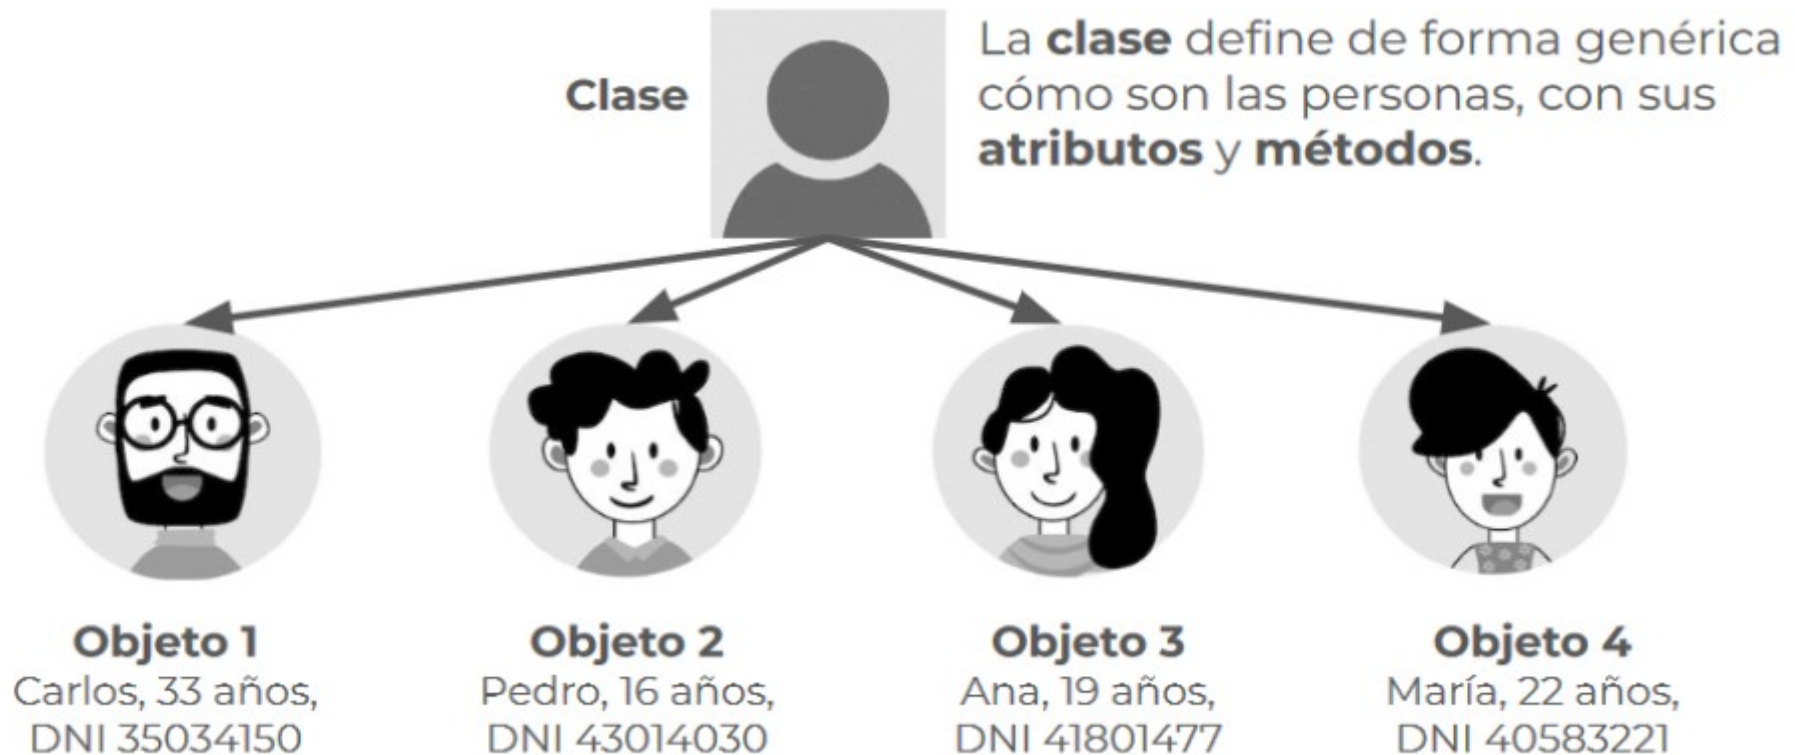 Clase
La clase define de forma genérica
cómo son las personas, con sus
atributos y métodos.
Objeto 1
Carlos, 33 años,
DNI 35034150
Objeto 2
Pedro, 16 años,
DNI 43014030
Objeto 3
Ana, 19 años,
DNI 41801477
Objeto 4
María, 22 años,
DNI 40583221